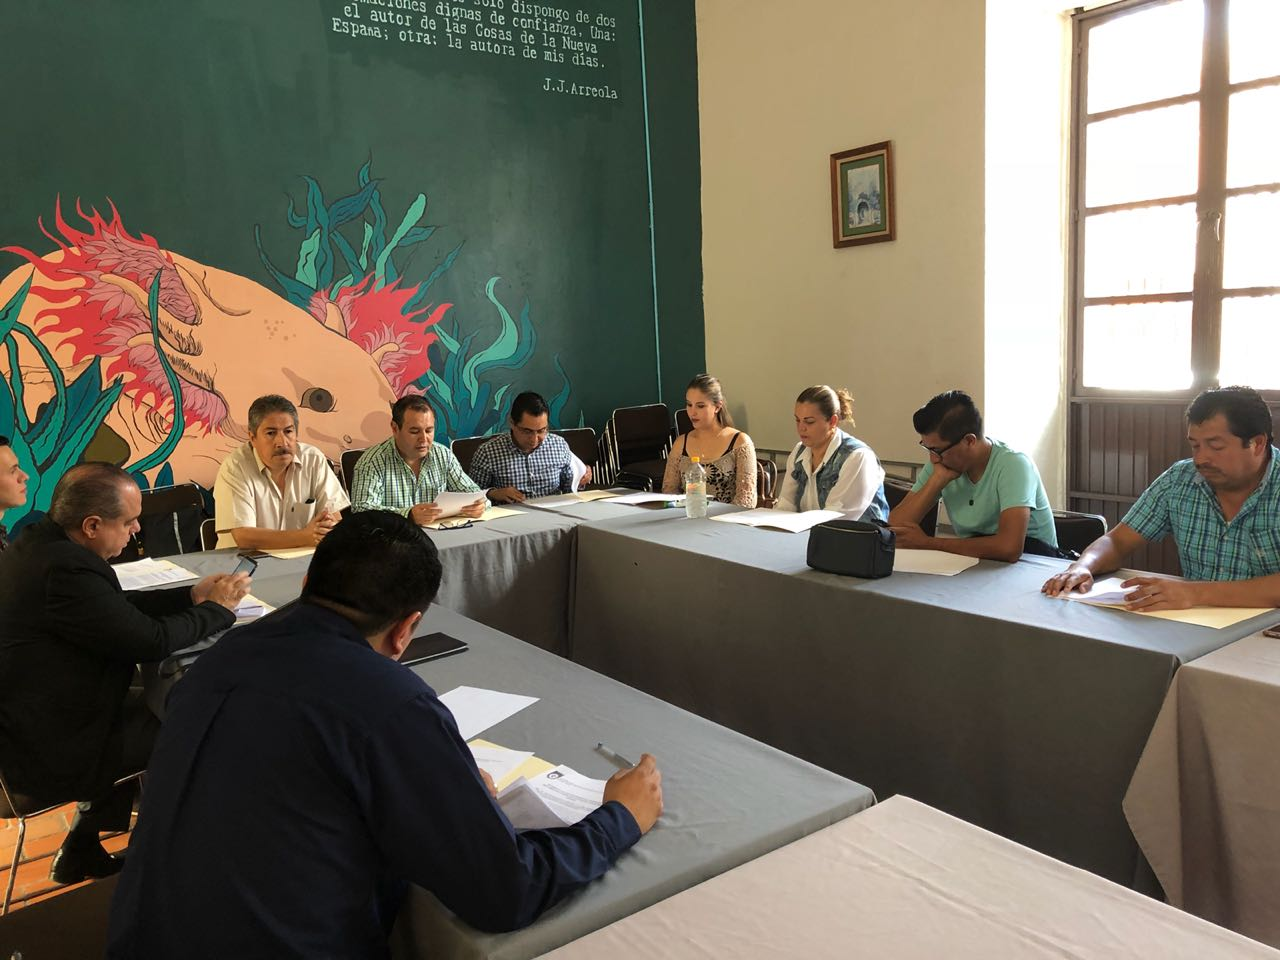 solo dispongo de dos
maciones dignas de confianza. Una:
el autor de las Cosas de la Nueva
España; otra: la autora de mis días.
J.J.Arreola